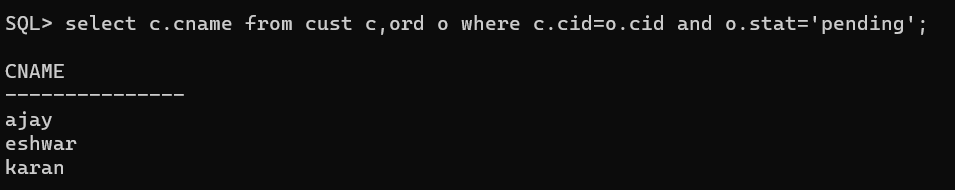 SQL> select c.cname from cust c,ord o where c.cid=o.cid and o.stat='pending';
CNAME
---------------
ajay
eshwar
karan